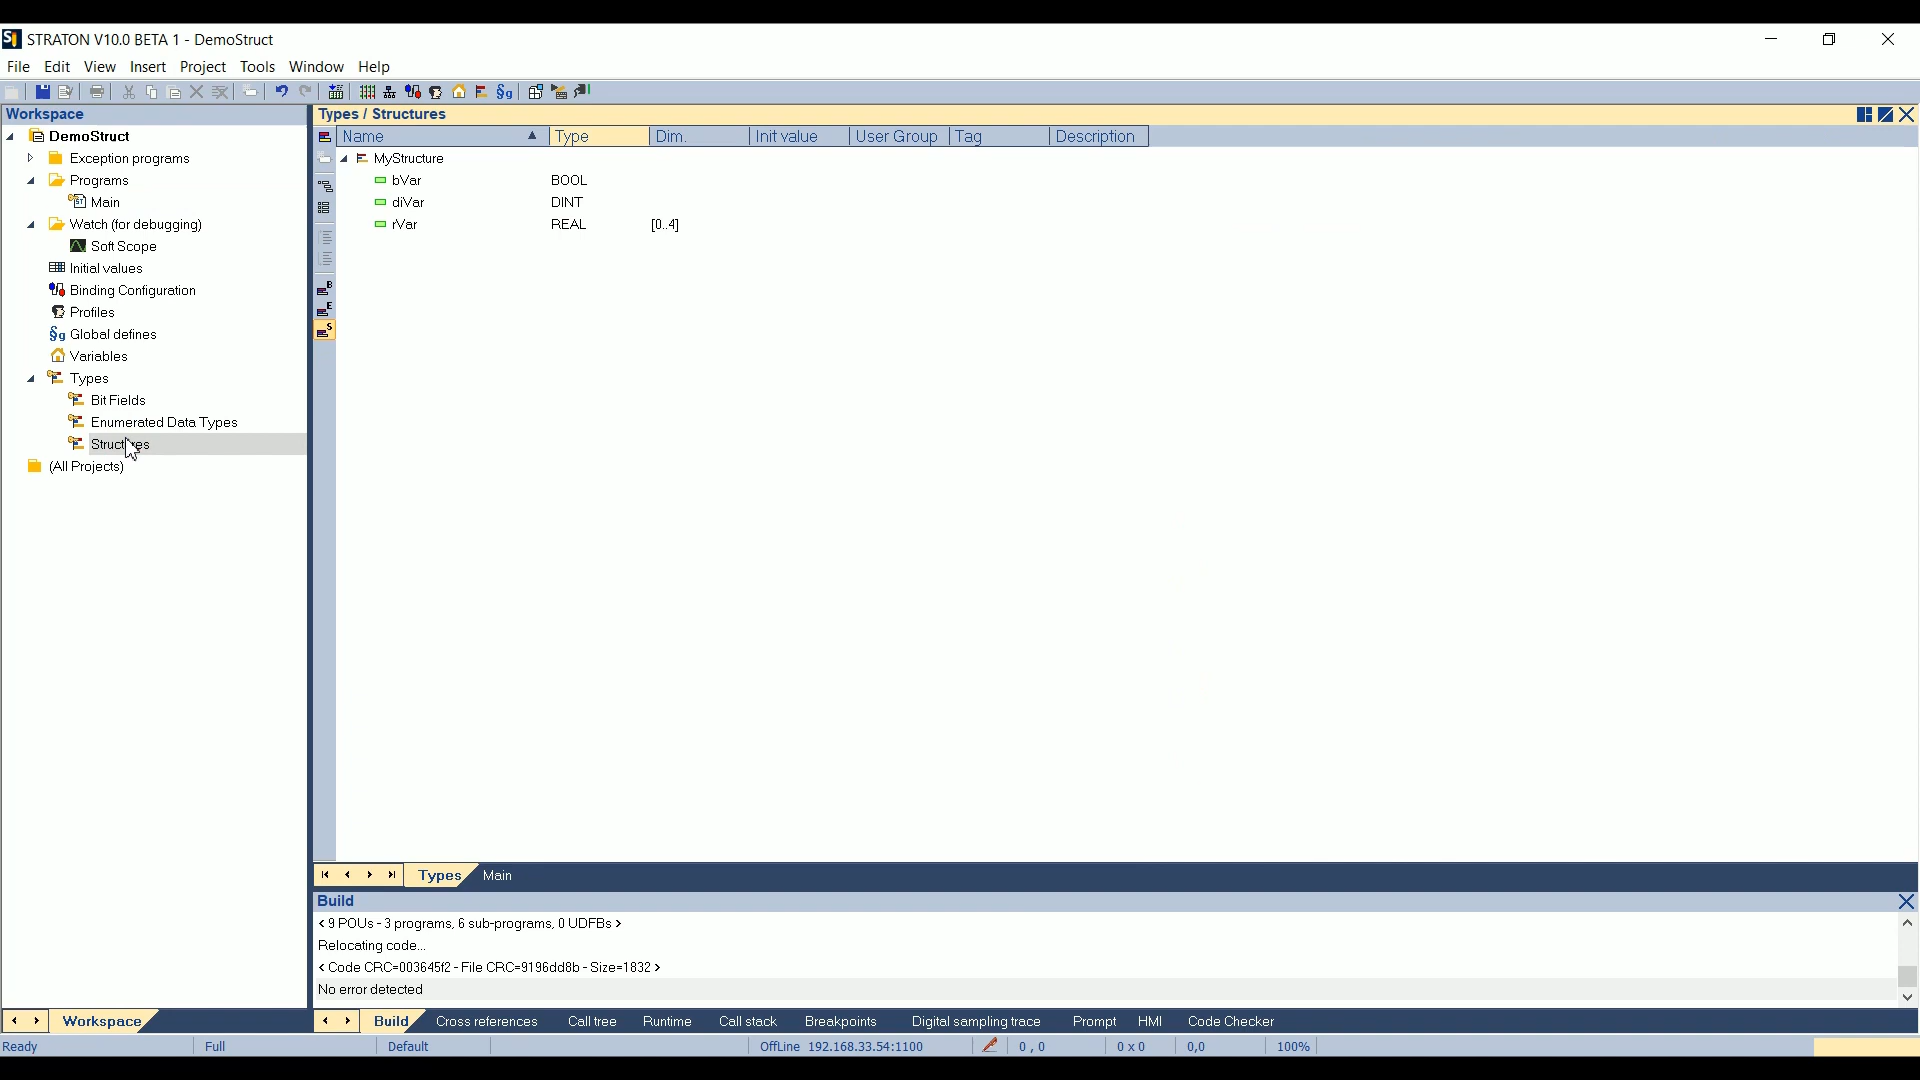 STRATON V10.0 BETA 1 - DemoStruct
File Edit View Insert Project Tools Window Help
Workspace
DemoStruct
Exception programs
Programs
Main
Watch (for debugging)
Soft Scope
Initial values
Binding Configuration
Profiles
Global defines
Variables
Types
Bit Fields
Enumerated Data Types
Structures
(All Projects)
Workspace
Types / Structures
Name Type Dim. Init value User Group Tag Description
MyStructure
bVar BOOL
diVar DINT
rVar REAL [0..4]
Types Main
Build
< 9 POUs - 3 programs, 6 sub-programs, 0 UDFBs >
Relocating code...
< Code CRC=003645f2 - File CRC=9196dd8b - Size=1832 >
No error detected
Build Cross references Call tree Runtime Call stack Breakpoints Digital sampling trace Prompt HMI Code Checker
Ready Full Default OffLine 192.168.33.54:1100 0 , 0 0 x 0 0,0 100%